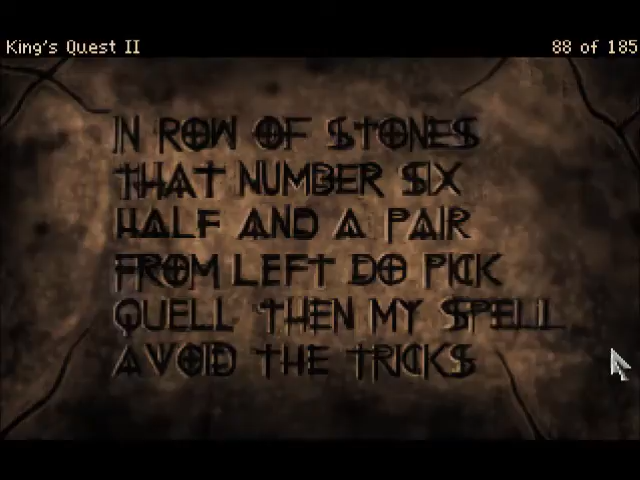 King's Quest II
88 of 185
IN ROW OF STONES
THAT NUMBER SIX
HALF AND A PAIR
FROM LEFT DO PICK
QUELL THEN MY SPELL
AVOID THE TRICKS